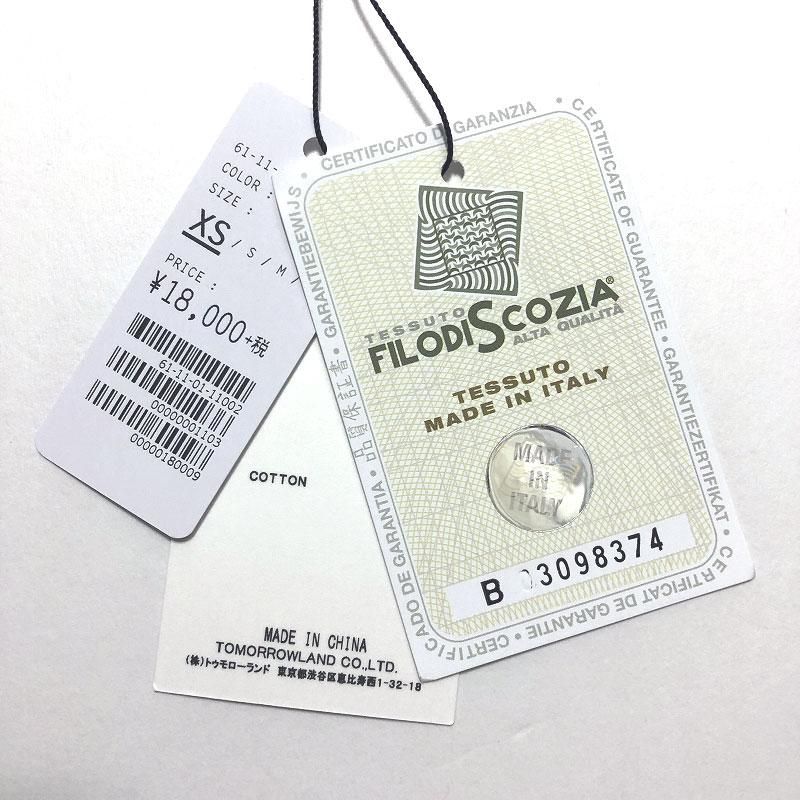 61-11-
COLOR :
SIZE :
XS / S / M /
PRICE :
¥18,000+税
61-11-01-11002
00000001103
00000180009
COTTON
MADE IN CHINA
TOMORROWLAND CO.,LTD.
(株)トゥモローランド 東京都渋谷区恵比寿西1-32-18
CERTIFICATO DI GARANZIA • CERTIFICATE OF GUARANTEE • GARANTIEZERTIFIKAT • CERTIFICAT DE GARANTIE • CERTIFICADO DE GARANTIA • 品質保証書 • GARANTIEBEWIJS •
TESSUTO
FILODISCOZIA®
ALTA QUALITÀ
TESSUTO
MADE IN ITALY
MADE
IN
ITALY
B 3098374